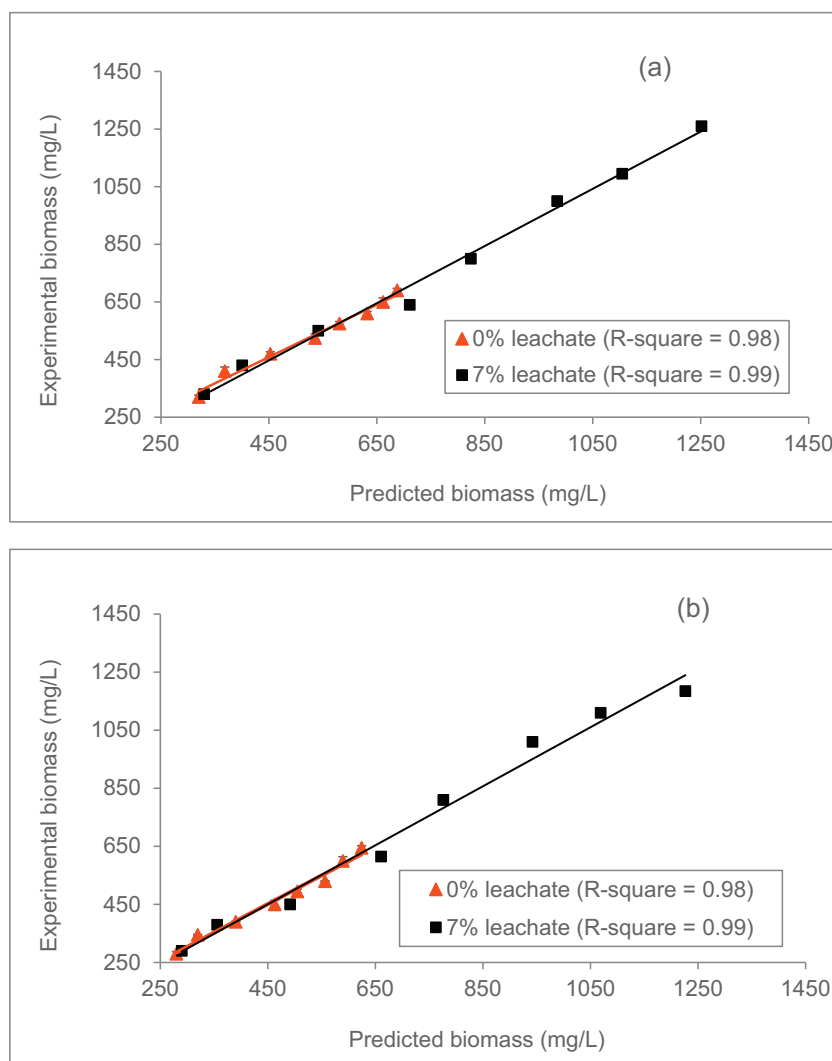 (a)
1450
1250
1050
850
650
450
250
Experimental biomass (mg/L)
0% leachate (R-square = 0.98)
7% leachate (R-square = 0.99)
250 450 650 850 1050 1250 1450
Predicted biomass (mg/L)
(b)
1450
1250
1050
850
650
450
250
Experimental biomass (mg/L)
0% leachate (R-square = 0.98)
7% leachate (R-square = 0.99)
250 450 650 850 1050 1250 1450
Predicted biomass (mg/L)